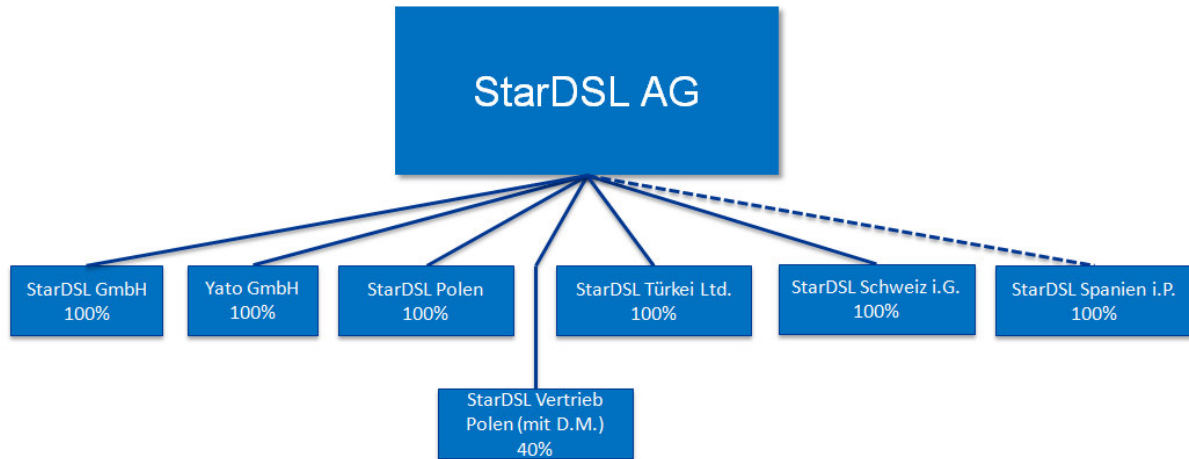 StarDSL AG
StarDSL GmbH
100%
Yato GmbH
100%
StarDSL Polen
100%
StarDSL Türkei Ltd.
100%
StarDSL Schweiz i.G.
100%
StarDSL Spanien i.P.
100%
StarDSL Vertrieb
Polen (mit D.M.)
40%